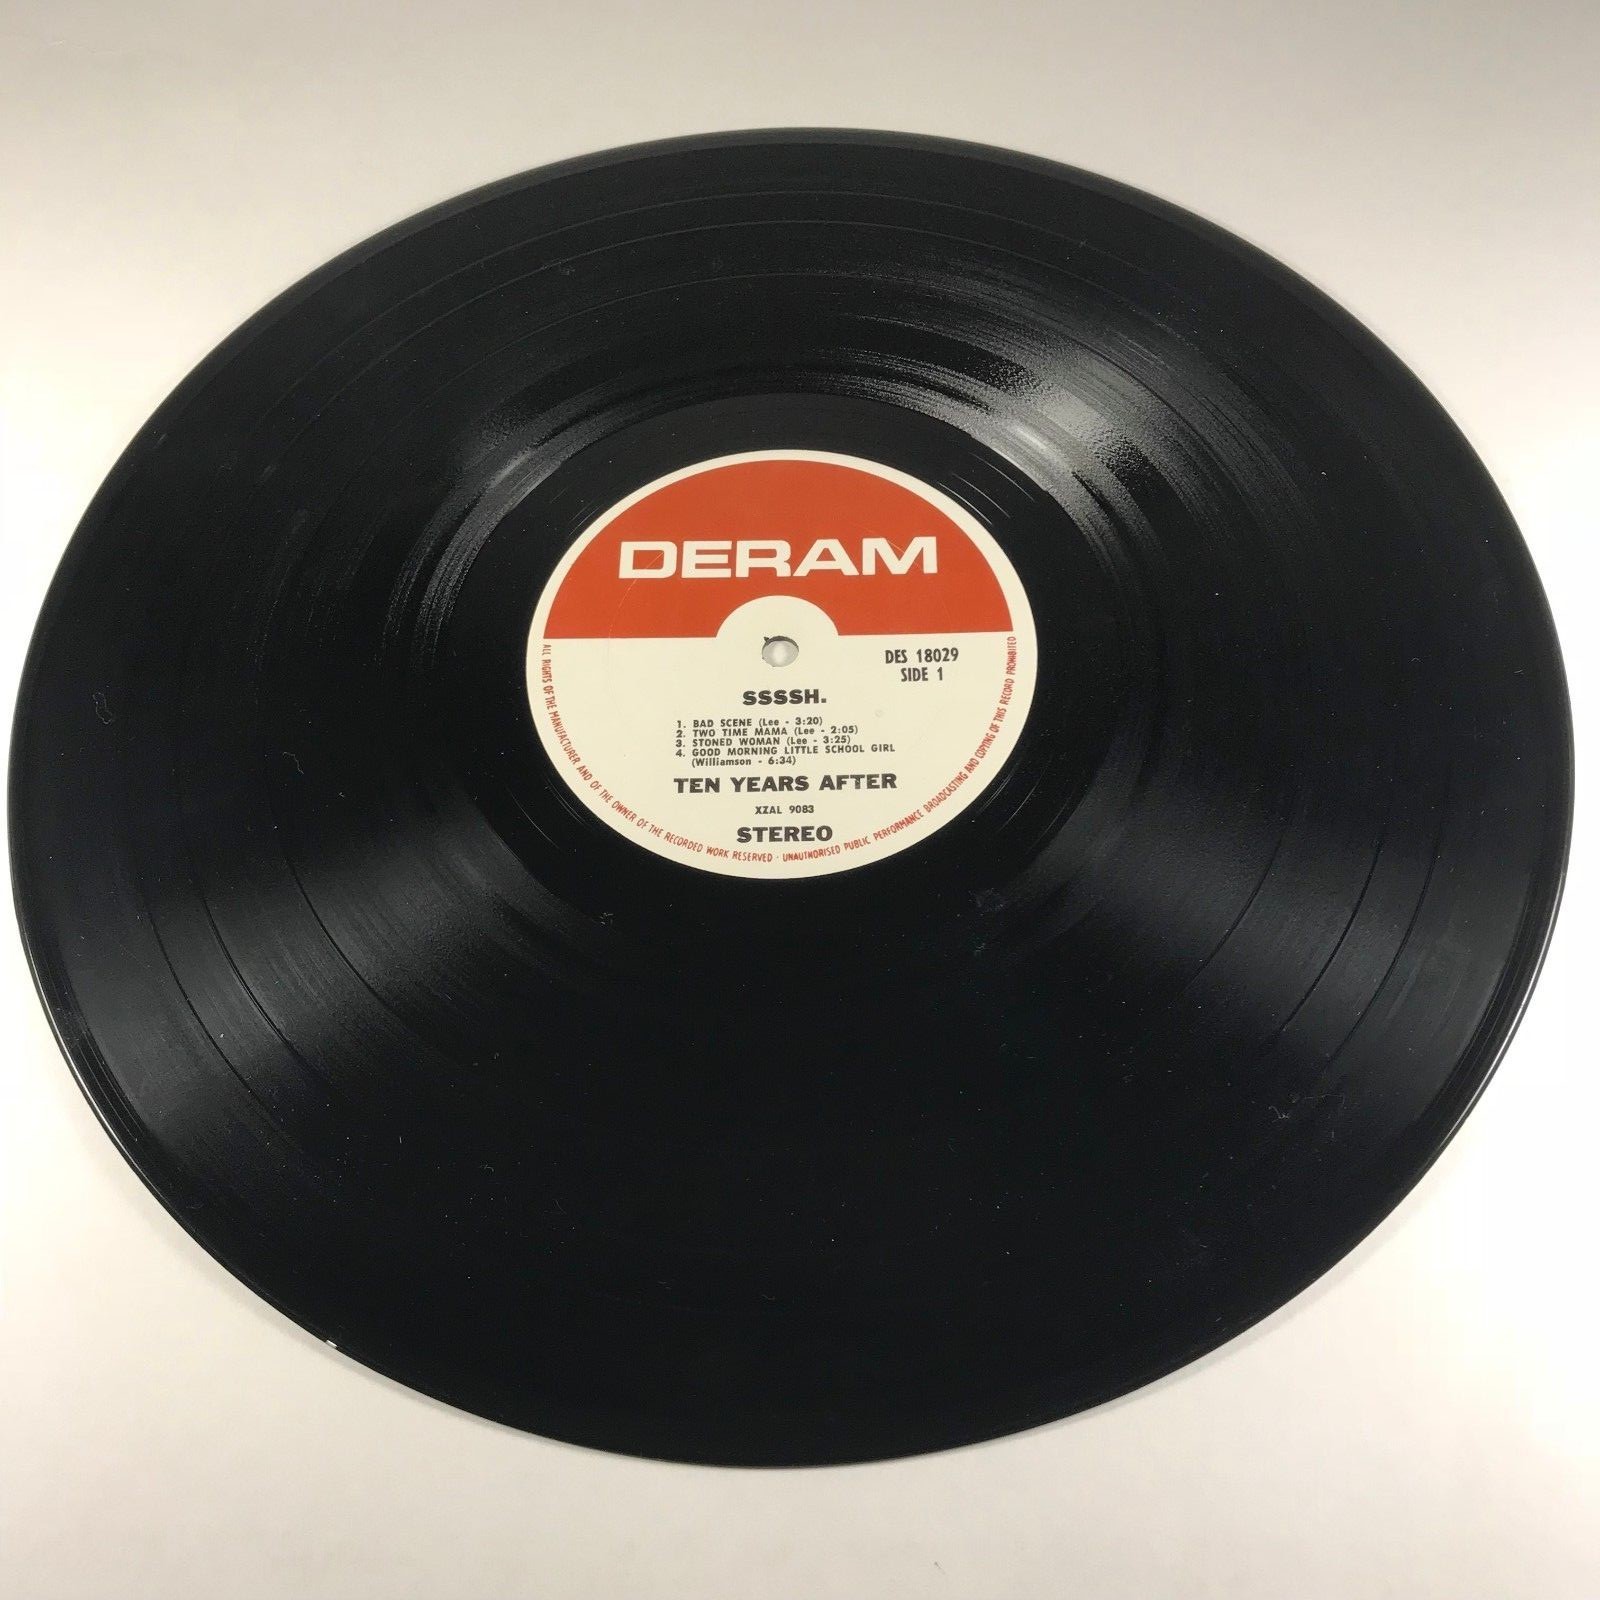 DERAM
DES 18029
SIDE 1
SSSSH.
1. BAD SCENE (Lee - 3:20)
2. TWO TIME MAMA (Lee - 2:05)
3. STONED WOMAN (Lee - 3:25)
4. GOOD MORNING LITTLE SCHOOL GIRL
(Williamson - 6:34)
TEN YEARS AFTER
XZAL 9083
STEREO
ALL RIGHTS OF THE MANUFACTURER AND OF THE OWNER OF THE RECORDED WORK RESERVED · UNAUTHORISED PUBLIC PERFORMANCE BROADCASTING AND COPYING OF THIS RECORD PROHIBITED